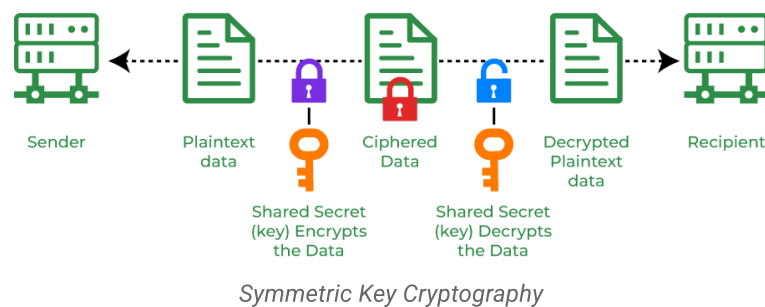 Sender
Plaintext
data
Ciphered
Data
Decrypted
Plaintext
data
Recipient
Shared Secret
(key) Encrypts
the Data
Shared Secret
(key) Decrypts
the Data
Symmetric Key Cryptography